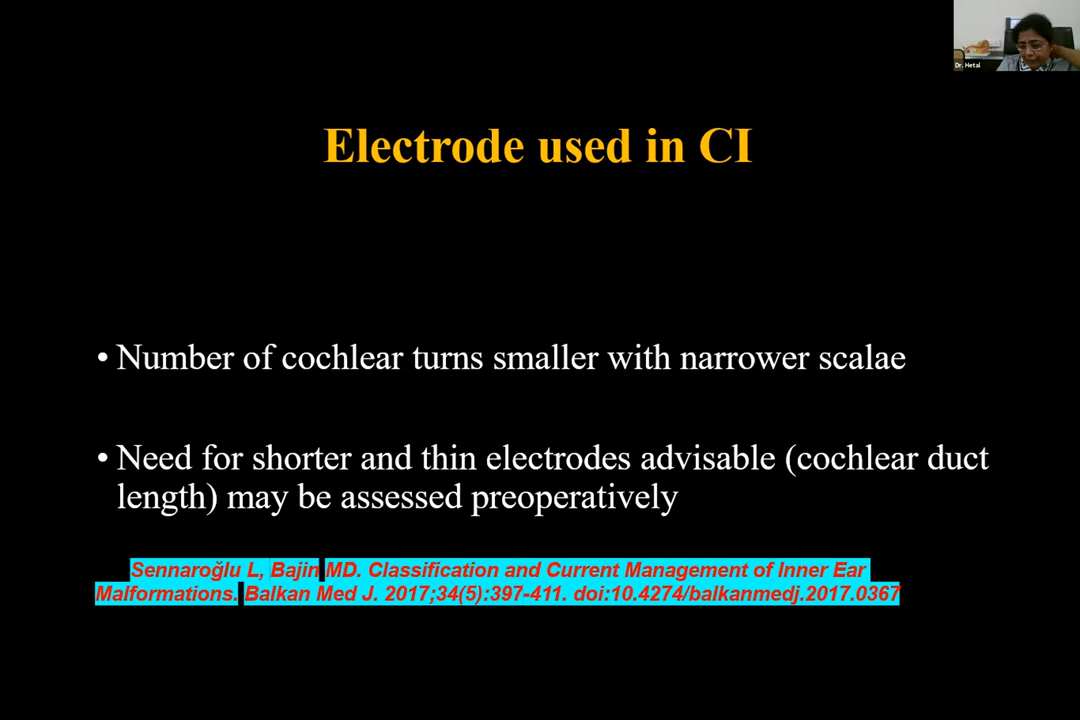 Dr. Hetal
Electrode used in CI
• Number of cochlear turns smaller with narrower scalae
• Need for shorter and thin electrodes advisable (cochlear duct
length) may be assessed preoperatively
Sennaroğlu L, Bajin MD. Classification and Current Management of Inner Ear
Malformations. Balkan Med J. 2017;34(5):397-411. doi:10.4274/balkanmedj.2017.0367